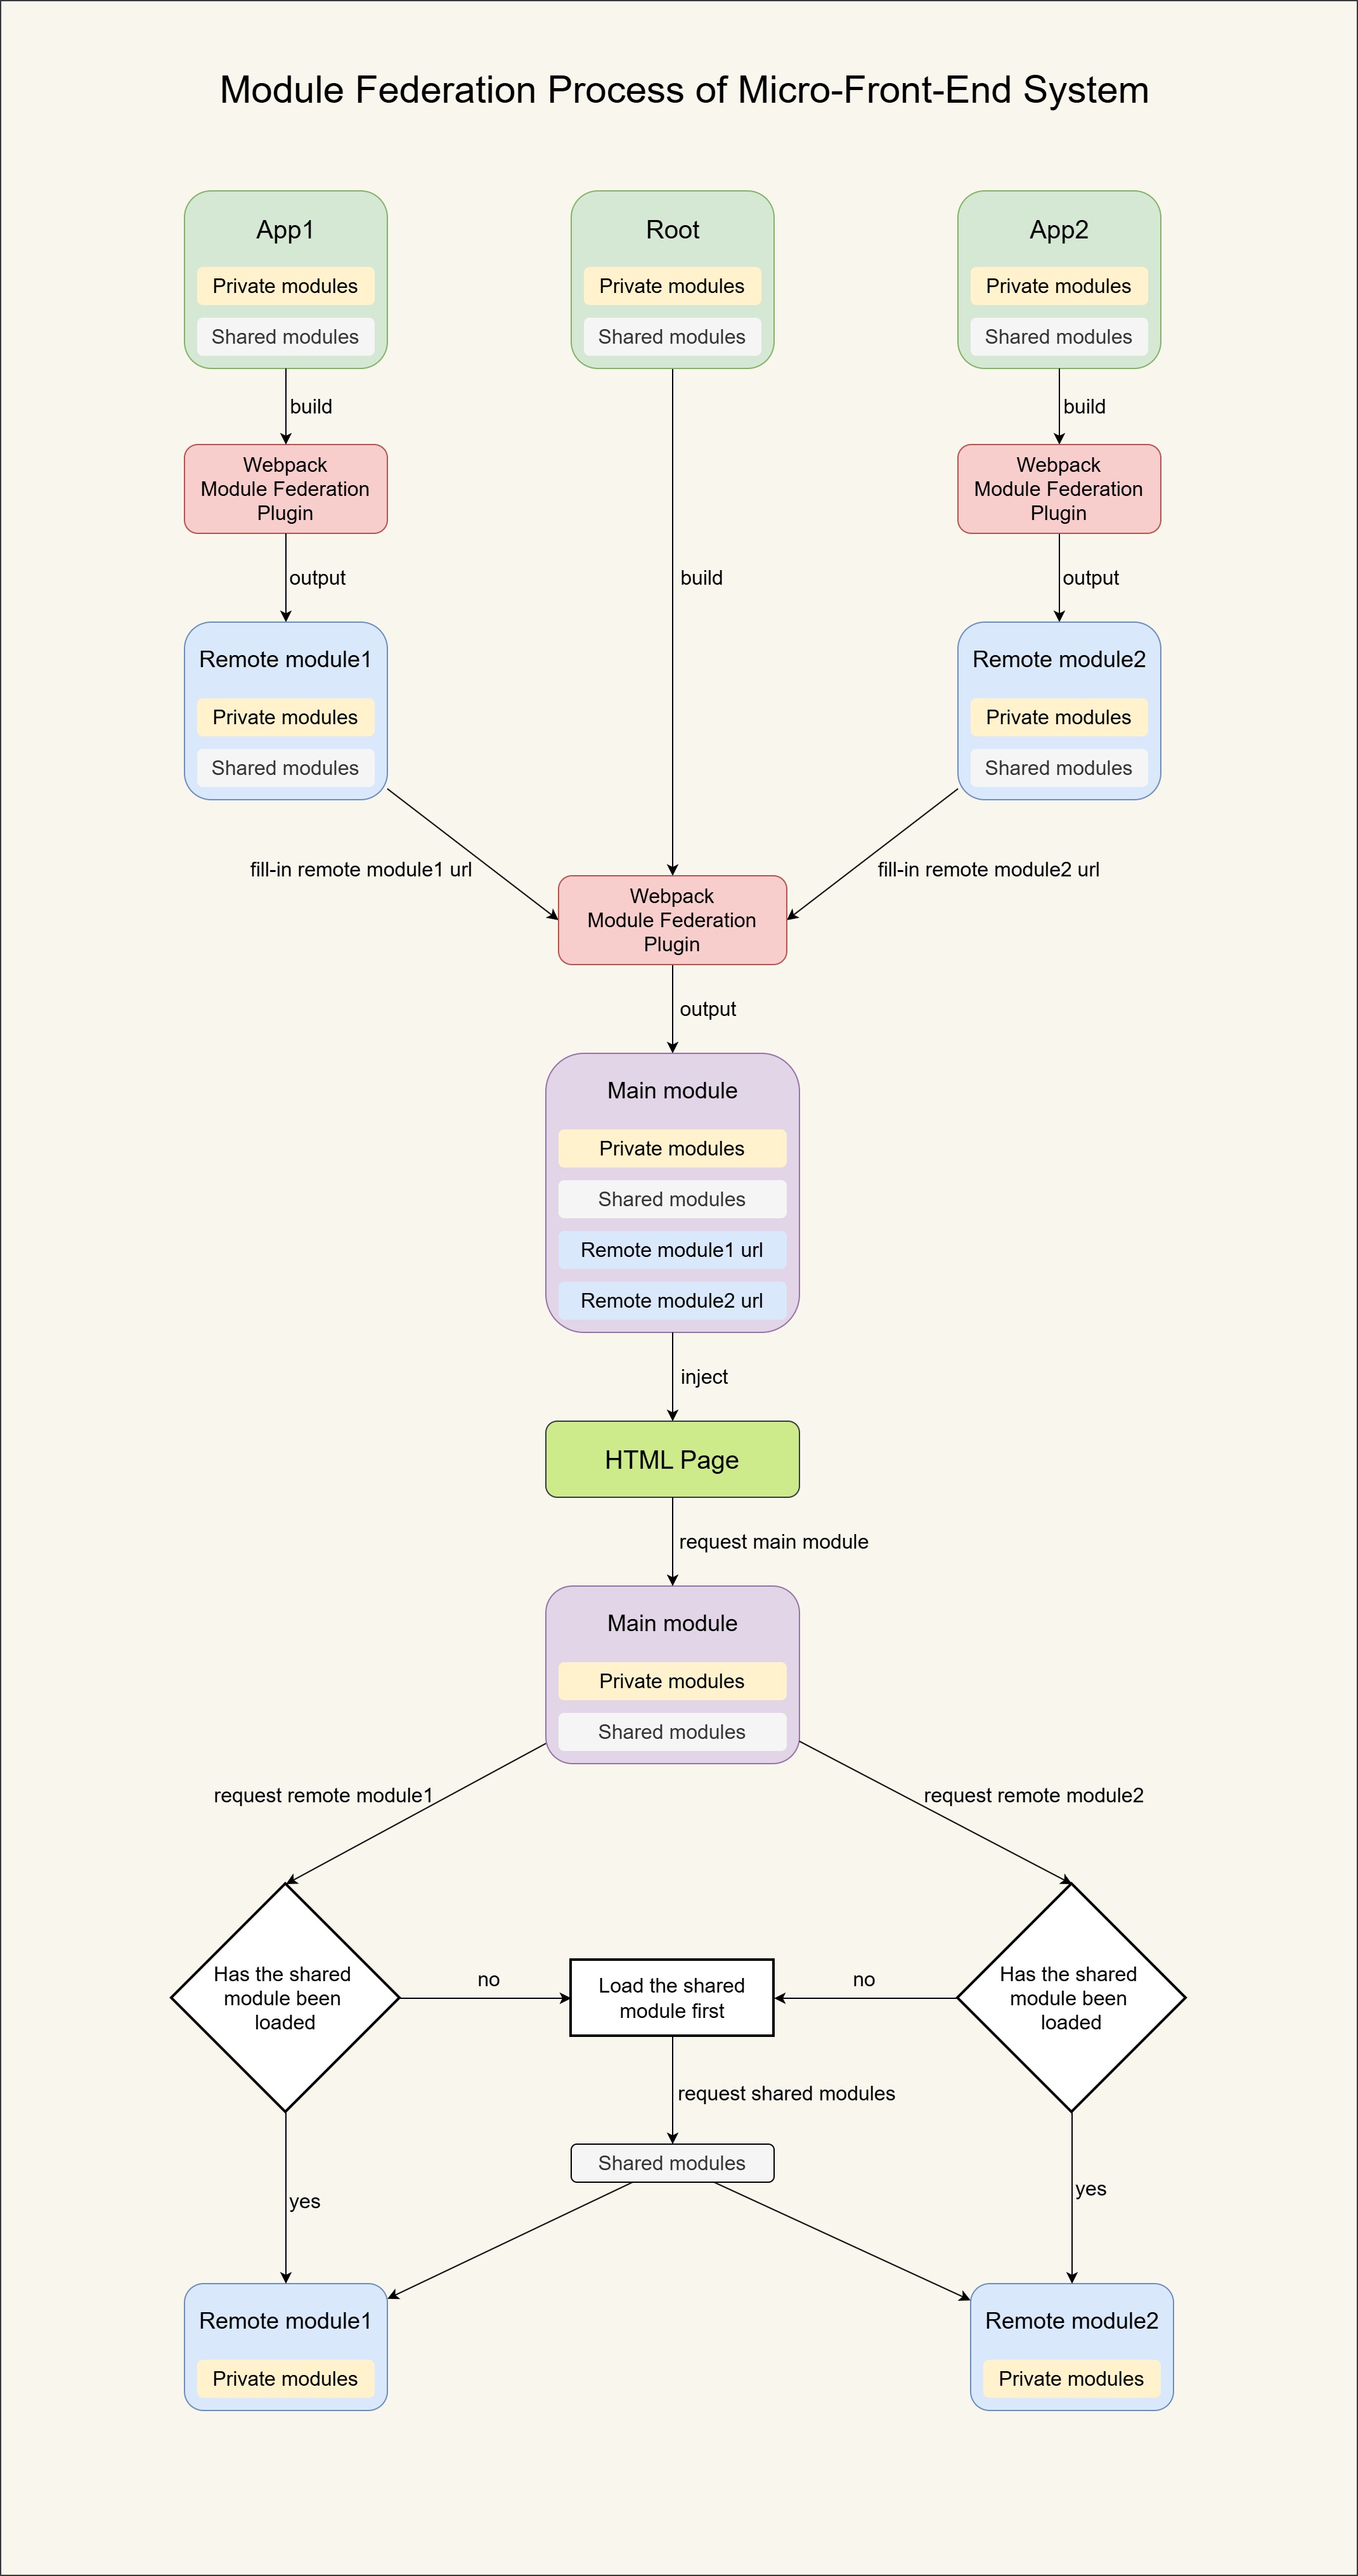 Module Federation Process of Micro-Front-End System
App1
Private modules
Shared modules
Root
Private modules
Shared modules
App2
Private modules
Shared modules
build
build
Webpack
Module Federation
Plugin
Webpack
Module Federation
Plugin
output
build
output
Remote module1
Private modules
Shared modules
Remote module2
Private modules
Shared modules
fill-in remote module1 url
fill-in remote module2 url
Webpack
Module Federation
Plugin
output
Main module
Private modules
Shared modules
Remote module1 url
Remote module2 url
inject
HTML Page
request main module
Main module
Private modules
Shared modules
request remote module1
request remote module2
Has the shared
module been
loaded
no
Load the shared
module first
no
Has the shared
module been
loaded
request shared modules
Shared modules
yes
yes
Remote module1
Private modules
Remote module2
Private modules